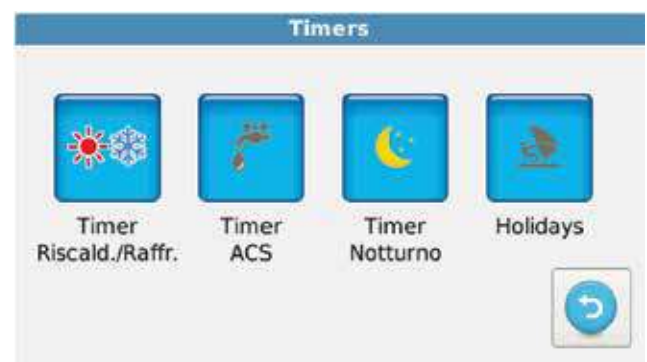 Timers
Timer
Riscald./Raffr.
Timer
ACS
Timer
Notturno
Holidays